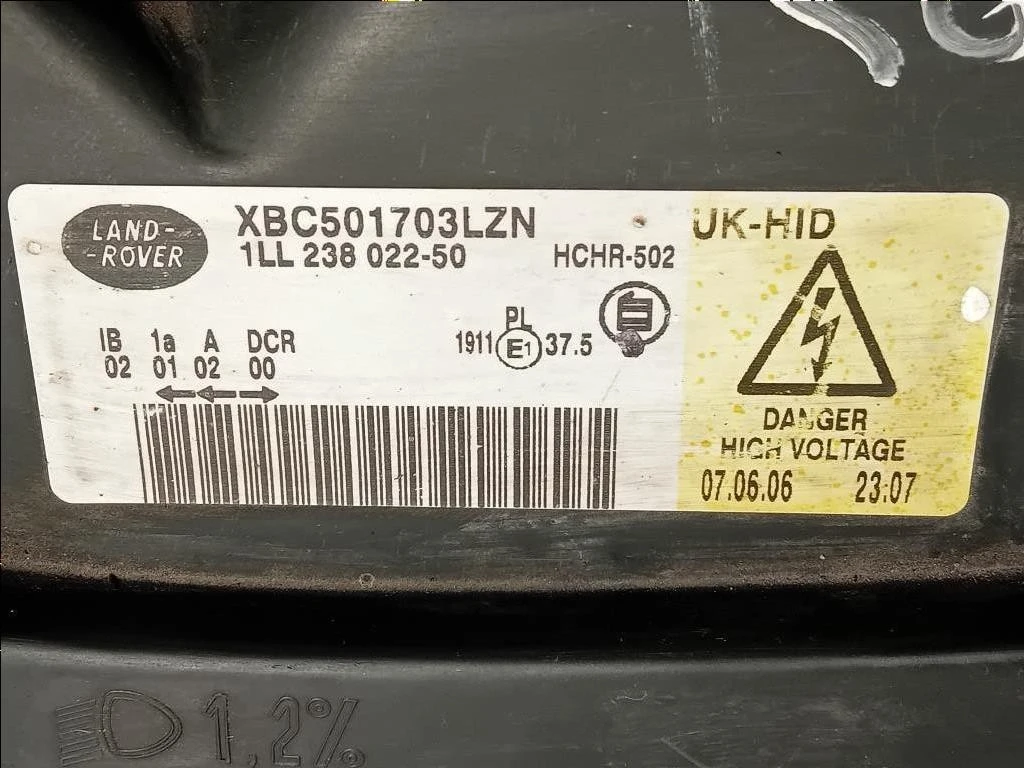 LAND-
-ROVER
XBC501703LZN
1LL 238 022-50
HCHR-502
UK-HID
IB 1a A DCR
02 01 02 00
PL
1911 E1 37.5
自
DANGER
HIGH VOLTAGE
07.06.06 23:07
1,2%